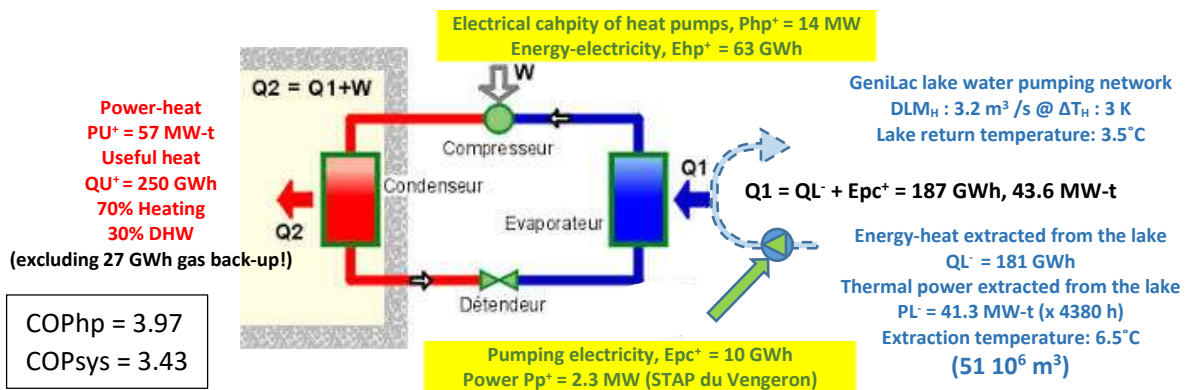 Electrical cahpity of heat pumps, Php⁺ = 14 MW
Energy-electricity, Ehp⁺ = 63 GWh
W
Q2 = Q1+W
Compresseur
Condenseur
Evaporateur
Détendeur
Q1
Q2
Power-heat
PU⁺ = 57 MW-t
Useful heat
QU⁺ = 250 GWh
70% Heating
30% DHW
(excluding 27 GWh gas back-up!)
COPhp = 3.97
COPsys = 3.43
GeniLac lake water pumping network
DLM_H : 3.2 m³ /s @ ΔT_H : 3 K
Lake return temperature: 3.5˚C
Q1 = QL⁻ + Epc⁺ = 187 GWh, 43.6 MW-t
Energy-heat extracted from the lake
QL⁻ = 181 GWh
Thermal power extracted from the lake
PL⁻ = 41.3 MW-t (x 4380 h)
Extraction temperature: 6.5˚C
(51 10⁶ m³)
Pumping electricity, Epc⁺ = 10 GWh
Power Pp⁺ = 2.3 MW (STAP du Vengeron)